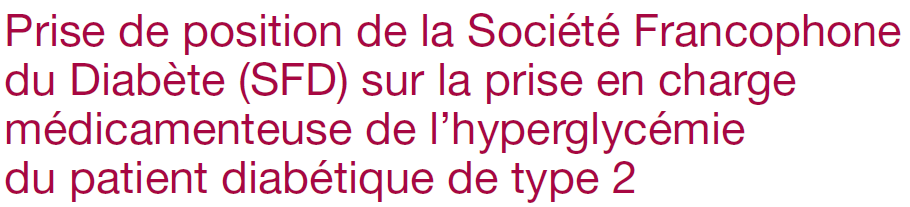 Prise de position de la Société Francophone
du Diabète (SFD) sur la prise en charge
médicamenteuse de l’hyperglycémie
du patient diabétique de type 2